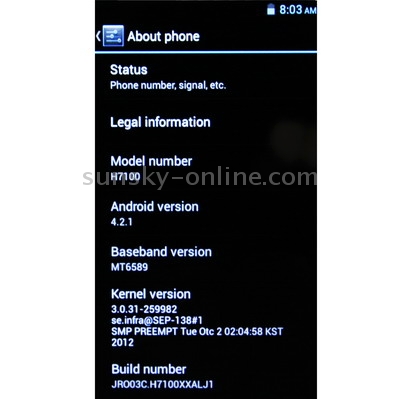 8:03 AM
About phone
Status
Phone number, signal, etc.
Legal information
Model number
H7100
sunsky-online.com
Android version
4.2.1
Baseband version
MT6589
Kernel version
3.0.31-259982
se.infra@SEP-138#1
SMP PREEMPT Tue Otc 2 02:04:58 KST
2012
Build number
JRO03C.H7100XXALJ1